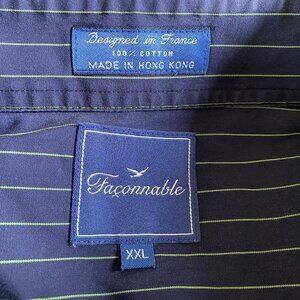 Designed in France
100% COTTON
MADE IN HONG KONG
Façonnable
XXL